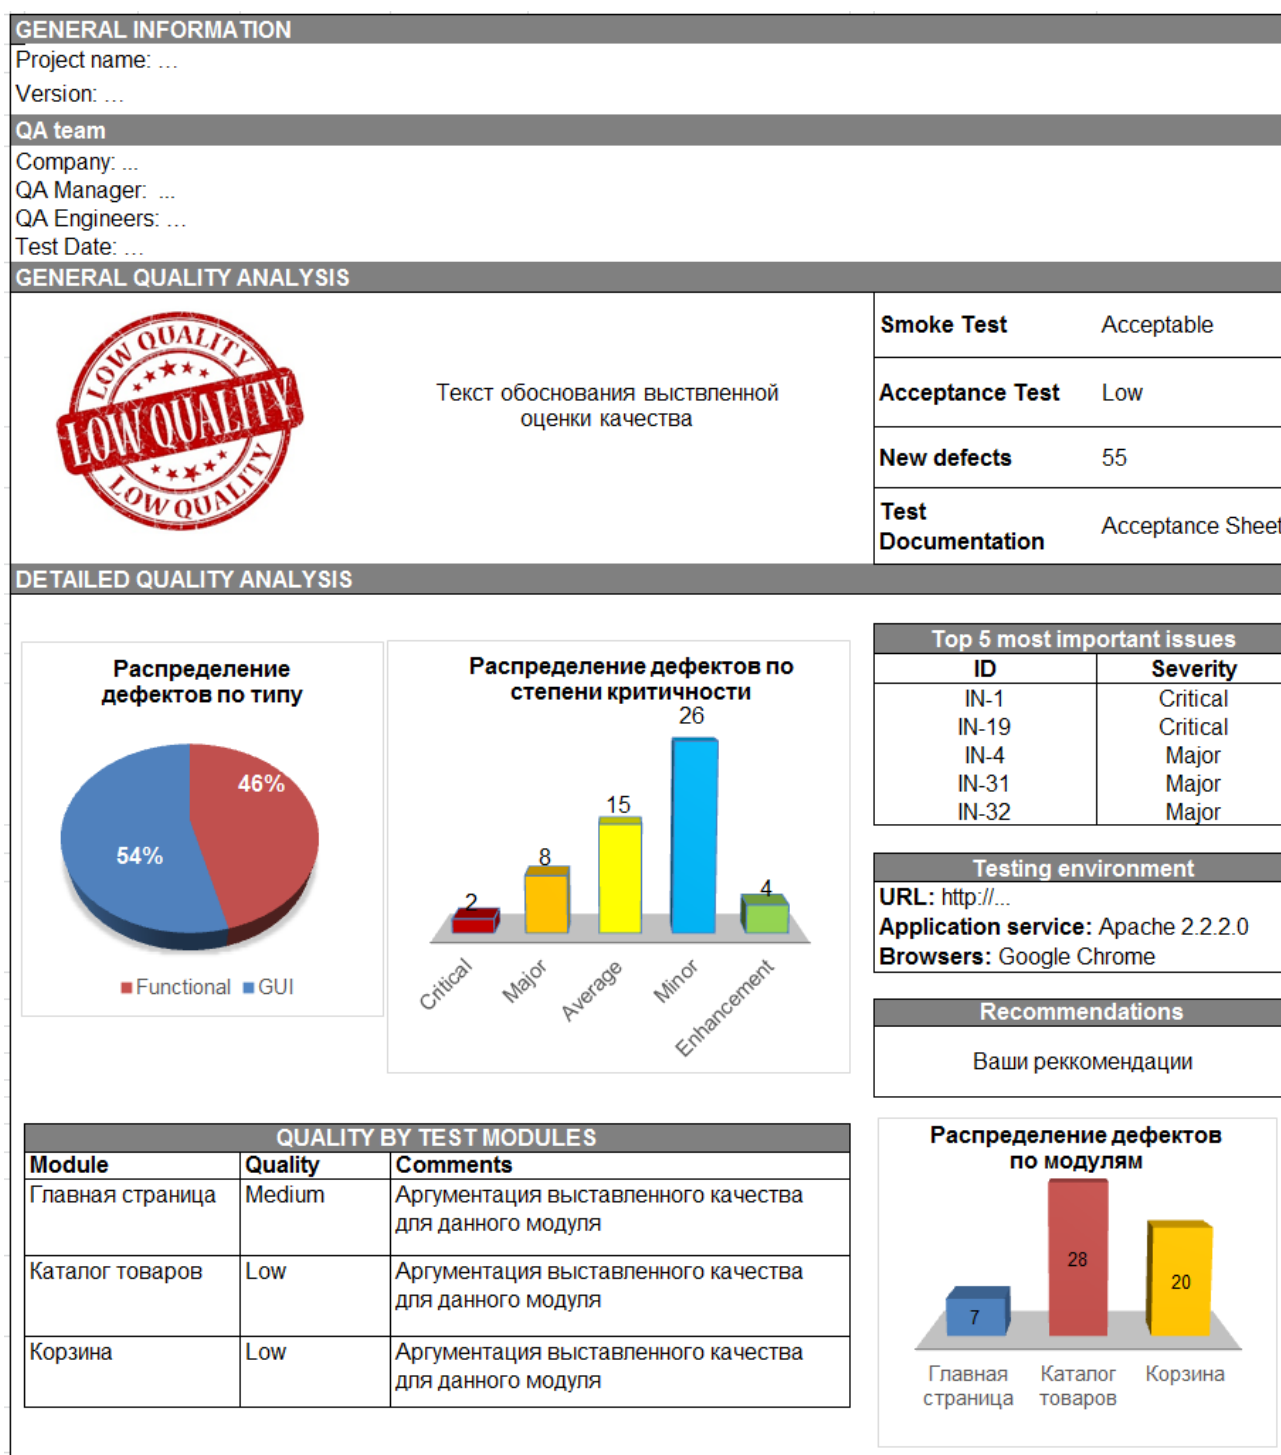 GENERAL INFORMATION
Project name: ...
Version: ...
QA team
Company: ...
QA Manager: ...
QA Engineers: ...
Test Date: ...
GENERAL QUALITY ANALYSIS
LOW QUALITY
LOW QUALITY
LOW QUALITY
Текст обоснования выствленной
оценки качества
Smoke Test Acceptable
Acceptance Test Low
New defects 55
Test
Documentation Acceptance Sheet
DETAILED QUALITY ANALYSIS
Распределение
дефектов по типу
46%
54%
Functional GUI
Распределение дефектов по
степени критичности
26
15
8
2
4
Critical
Major
Average
Minor
Enhancement
Top 5 most important issues
ID Severity
IN-1 Critical
IN-19 Critical
IN-4 Major
IN-31 Major
IN-32 Major
Testing environment
URL: http://...
Application service: Apache 2.2.2.0
Browsers: Google Chrome
Recommendations
Ваши реккомендации
QUALITY BY TEST MODULES
Module Quality Comments
Главная страница Medium Аргументация выставленного качества
для данного модуля
Каталог товаров Low Аргументация выставленного качества
для данного модуля
Корзина Low Аргументация выставленного качества
для данного модуля
Распределение дефектов
по модулям
28
20
7
Главная Каталог Корзина
страница товаров